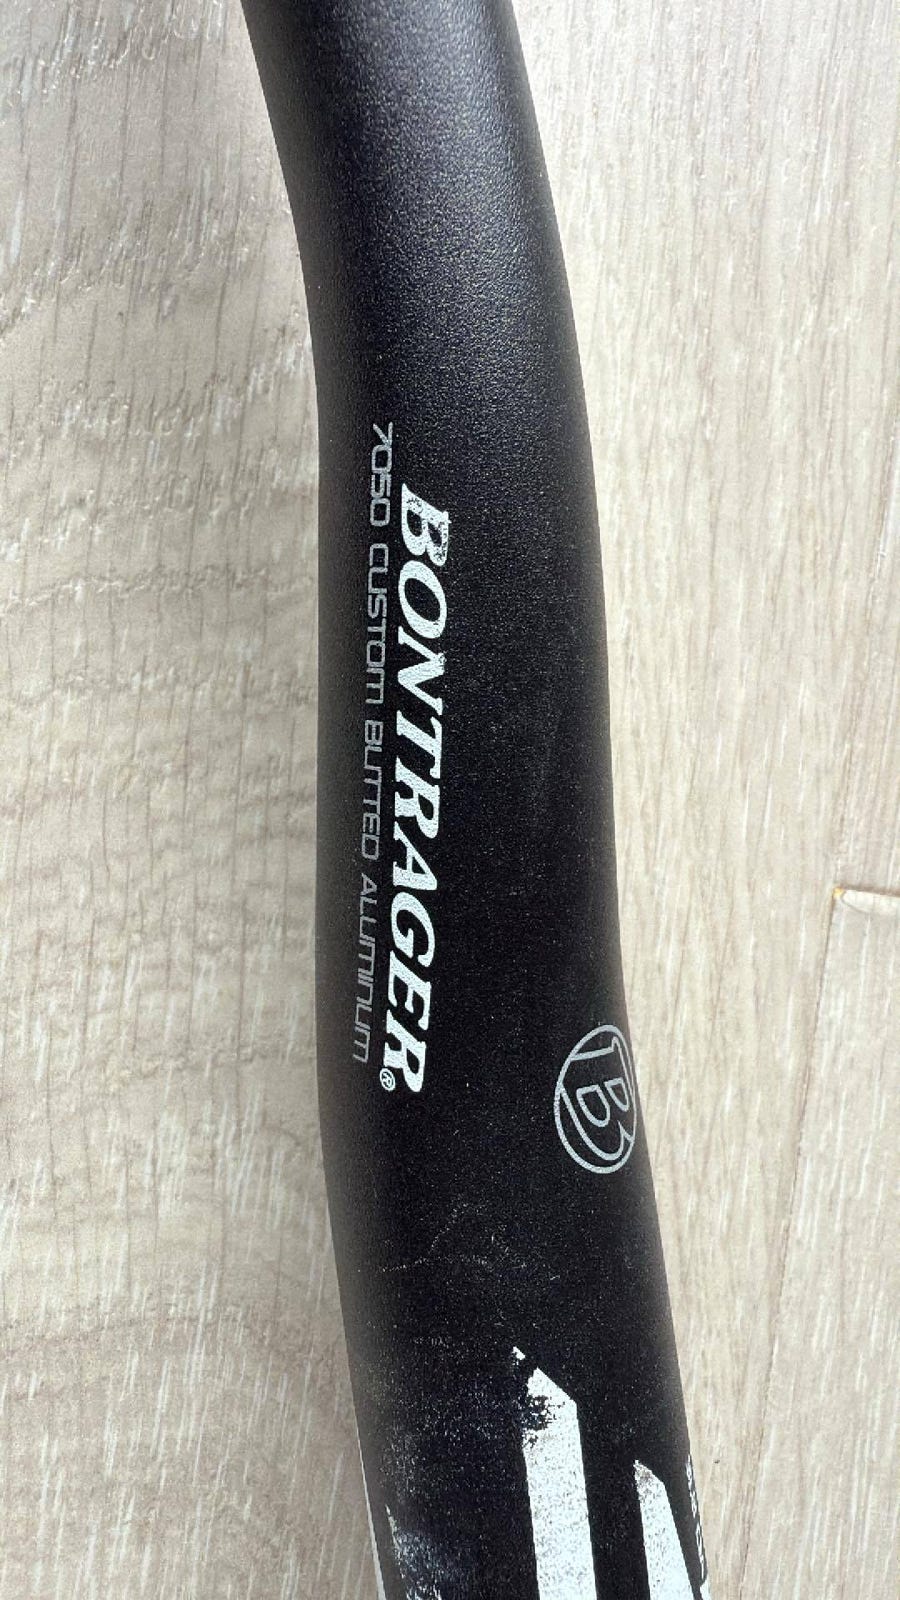 BONTRAGER®
7050 CUSTOM BUTTED ALUMINUM
B